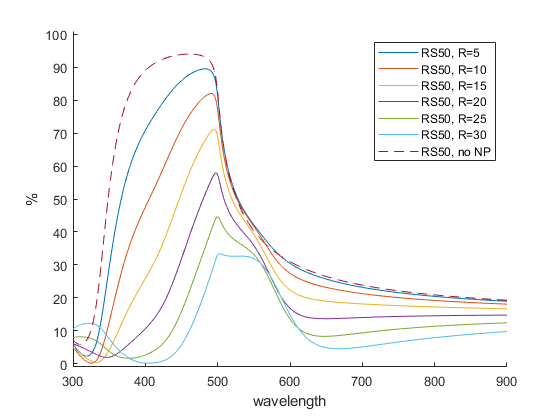 100
90
80
70
60
50
40
30
20
10
0
%
300 400 500 600 700 800 900
wavelength
RS50, R=5
RS50, R=10
RS50, R=15
RS50, R=20
RS50, R=25
RS50, R=30
RS50, no NP